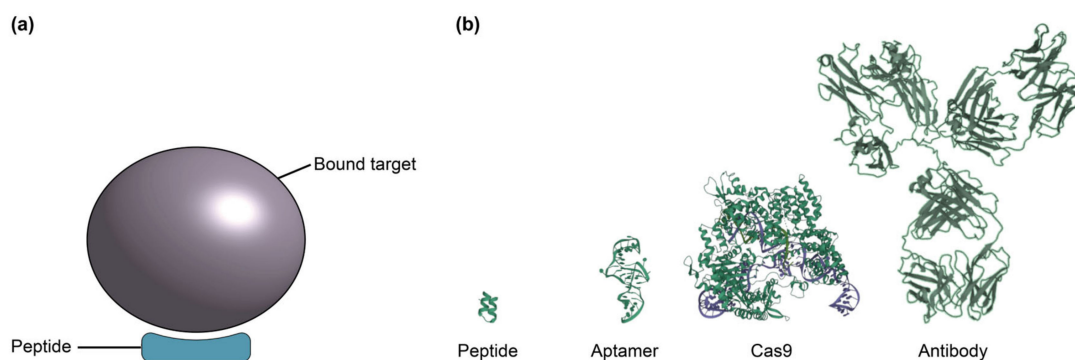 (a)
Bound target
Peptide
(b)
Peptide
Aptamer
Cas9
Antibody